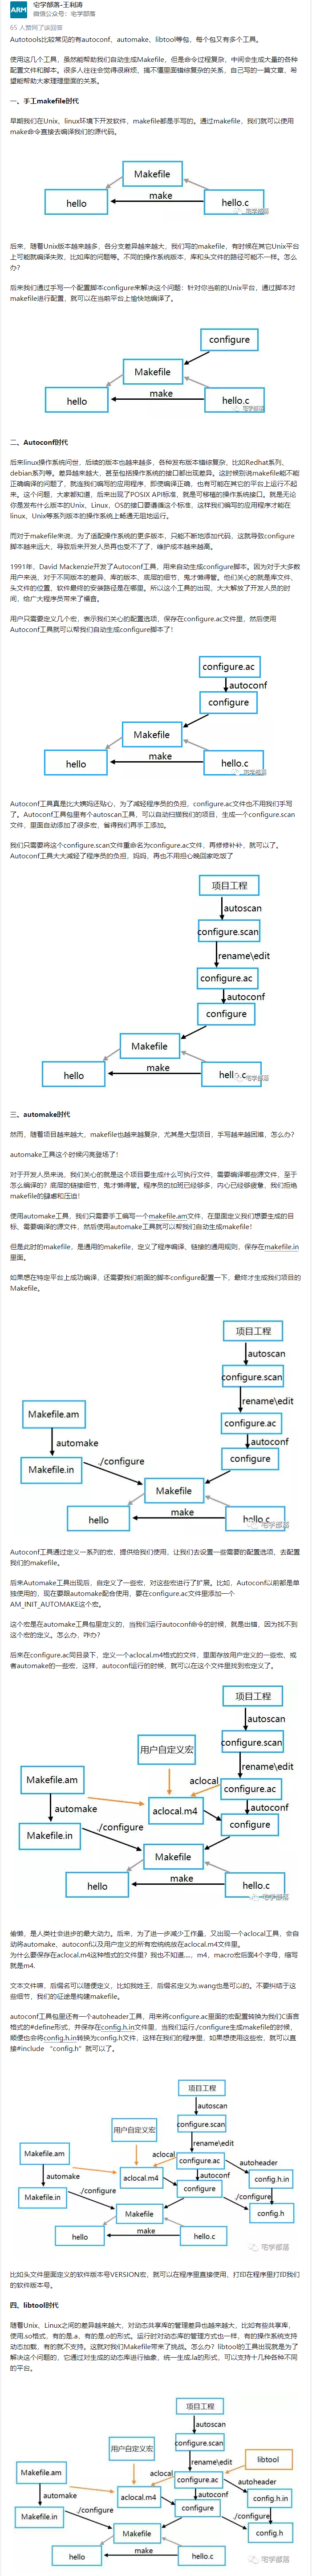 ARM
宅学部落-王利涛
微信公众号：宅学部落
65 人赞同了该回答
Autotools比较常见的有autoconf、automake、libtool等包，每个包又有多个工具。
使用这几个工具，虽然能帮助我们自动生成Makefile，但是命令过程复杂，中间会生成大量的各种
配置文件和脚本。很多人往往会觉得很麻烦，搞不懂里面错综复杂的关系，自己写的一篇文章，希
望能帮助大家理理里面的关系。
一、手工makefile时代
早期我们在Unix、linux环境下开发软件，makefile都是手写的。通过makefile，我们就可以使用
make命令直接去编译我们的源代码。
Makefile
make
hello
hello.c
宅学部落
后来，随着Unix版本越来越多，各分支差异越来越大，我们写的makefile，有时候在其它Unix平台
上可能就编译失败，比如库的问题等。不同的操作系统版本，库和头文件的路径可能不一样。怎么
办？
后来我们通过手写一个配置脚本configure来解决这个问题：针对你当前的Unix平台，通过脚本对
makefile进行配置，就可以在当前平台上愉快地编译了。
configure
Makefile
make
hello
hello.c
宅学部落
二、Autoconf时代
后来linux操作系统问世，后续的版本也越来越多，各种发布版本错综复杂，比如Redhat系列、
debian系列等。差异越来越大，甚至包括操作系统的接口都出现差异。这时候别说makefile能不能
正确编译的问题了，就连我们编写的应用程序，即使编译正确，也有可能在其它的平台上运行不起
来。这个问题，大家都知道，后来出现了POSIX API标准，就是可移植的操作系统接口。就是无论
你是发布什么版本的Unix、Linux，OS的接口要遵循这个标准，这样我们编写的应用程序才能在
linux、Unix等系列版本的操作系统上畅通无阻地运行。
而对于makefile来说，为了适配操作系统的更多版本，只能不断地添加代码，这就导致configure
脚本越来越大，导致后来开发人员再也受不了了，维护成本越来越高。
1991年，David Mackenzie开发了Autoconf工具，用来自动生成configure脚本。因为对于大多数
用户来说，对于不同版本的差异、库的版本、底层的细节，鬼才懒得管。他们关心的就是库文件、
头文件的位置，软件最终的安装路径是在哪里。所以这个工具的出现，大大解放了开发人员的时
间，给广大程序员带来了福音。
用户只需要定义几个宏，表示我们关心的配置选项，保存在configure.ac文件里，然后使用
Autoconf工具就可以帮我们自动生成configure脚本了！
configure.ac
autoconf
configure
Makefile
make
hello
hello.c
宅学部落
Autoconf工具真是比大姨妈还贴心，为了减轻程序员的负担，configure.ac文件也不用我们手写
了。Autoconf工具包里有个autoscan工具，可以自动扫描我们的项目，生成一个configure.scan
文件，里面自动添加了很多宏，省得我们再手工添加。
我们只需要将这个configure.scan文件重命名为configure.ac文件，再修修补补，就可以了。
Autoconf工具大大减轻了程序员的负担，妈妈，再也不用担心晚回家吃饭了
项目工程
autoscan
configure.scan
rename\edit
configure.ac
autoconf
configure
Makefile
make
hello
hello.c
宅学部落
三、automake时代
然而，随着项目越来越大，makefile也越来越复杂，尤其是大型项目，手写越来越困难，怎么办？
automake工具这个时候闪亮登场了！
对于开发人员来说，我们关心的就是这个项目要生成什么可执行文件，需要编译哪些源文件，至于
怎么编译的？底层的链接细节，鬼才懒得管。程序员的加班已经够多，内心已经够疲惫，我们拒绝
makefile的肆虐和压迫！
使用automake工具，我们只需要手工编写一个makefile.am文件，在里面定义我们想要生成的目
标、需要编译的源文件，然后使用automake工具就可以帮我们自动生成makefile！
但是此时的makefile，是通用的makefile，定义了程序编译、链接的通用规则，保存在makefile.in
里面。
如果想在特定平台上成功编译，还需要我们前面的脚本configure配置一下，最终才生成我们项目的
Makefile。
项目工程
autoscan
configure.scan
rename\edit
Makefile.am
configure.ac
automake
autoconf
Makefile.in
./configure
configure
Makefile
make
hello
hello.c
宅学部落
Autoconf工具通过定义一系列的宏，提供给我们使用，让我们去设置一些需要的配置选项，去配置
我们的makefile。
后来Automake工具出现后，自定义了一些宏，对这些宏进行了扩展。比如，Autoconf以前都是单
独使用的，现在要跟automake配合使用，要在configure.ac文件里添加一个
AM_INIT_AUTOMAKE这个宏。
这个宏是在automake工具包里定义的，当我们运行autoconf命令的时候，就是出错，因为找不到
这个宏的定义。怎么办，咋办？
后来在configure.ac同目录下，定义一个aclocal.m4格式的文件，里面存放用户定义的一些宏，或
者automake的一些宏，这样，autoconf运行的时候，就可以在这个文件里找到宏定义了。
项目工程
autoscan
用户自定义宏
configure.scan
rename\edit
Makefile.am
aclocal
configure.ac
automake
aclocal.m4
autoconf
Makefile.in
./configure
configure
Makefile
make
hello
hello.c
宅学部落
偷懒，是人类社会进步的最大动力。后来，为了进一步减少工作量，又出现一个aclocal工具，会自
动将automake、autoconf以及用户定义的所有宏统统放在aclocal.m4文件里。
为什么要保存在aclocal.m4这种格式的文件里？我也不知道…，m4，macro宏后面4个字母，缩写
就是m4.
文本文件嘛，后缀名可以随便定义，比如我姓王，后缀名定义为.wang也是可以的。不要纠结于这
些细节，我们的征途是构建makefile。
autoconf工具包里还有一个autoheader工具，用来将configure.ac里面的宏配置转换为我们C语言
格式的#define形式，并保存在config.h.in文件里，当我们运行./configure生成makefile的时候，
顺便也会将config.h.in转换为config.h文件，这样在我们的程序里，如果想使用这些宏，就可以直
接#include “config.h”就可以了。
项目工程
autoscan
用户自定义宏
configure.scan
rename\edit
Makefile.am
aclocal
configure.ac
autoheader
automake
aclocal.m4
autoconf
config.h.in
Makefile.in
./configure
configure
./configure
Makefile
config.h
make
hello
hello.c
宅学部落
比如头文件里面定义的软件版本号VERSION宏，就可以在程序里直接使用，打印在程序里打印我们
的软件版本号。
四、libtool时代
随着Unix、Linux之间的差异越来越大，对动态共享库的管理差异也越来越大，比如有些共享库，
使用.so格式，有的是.a，有的是.o的形式。运行时对动态库的管理方式也一样，有的操作系统支持
动态加载，有的就不支持。这就对我们Makefile带来了挑战。怎么办？libtool的工具出现就是为了
解决这个问题的，它通过对生成的动态库进行抽象，统一生成.la的形式，可以支持十几种各种不同
的平台。
项目工程
autoscan
用户自定义宏
configure.scan
libtool
rename\edit
Makefile.am
aclocal
configure.ac
autoheader
automake
aclocal.m4
autoconf
config.h.in
Makefile.in
./configure
configure
./configure
Makefile
config.h
make
hello
hello.c
宅学部落